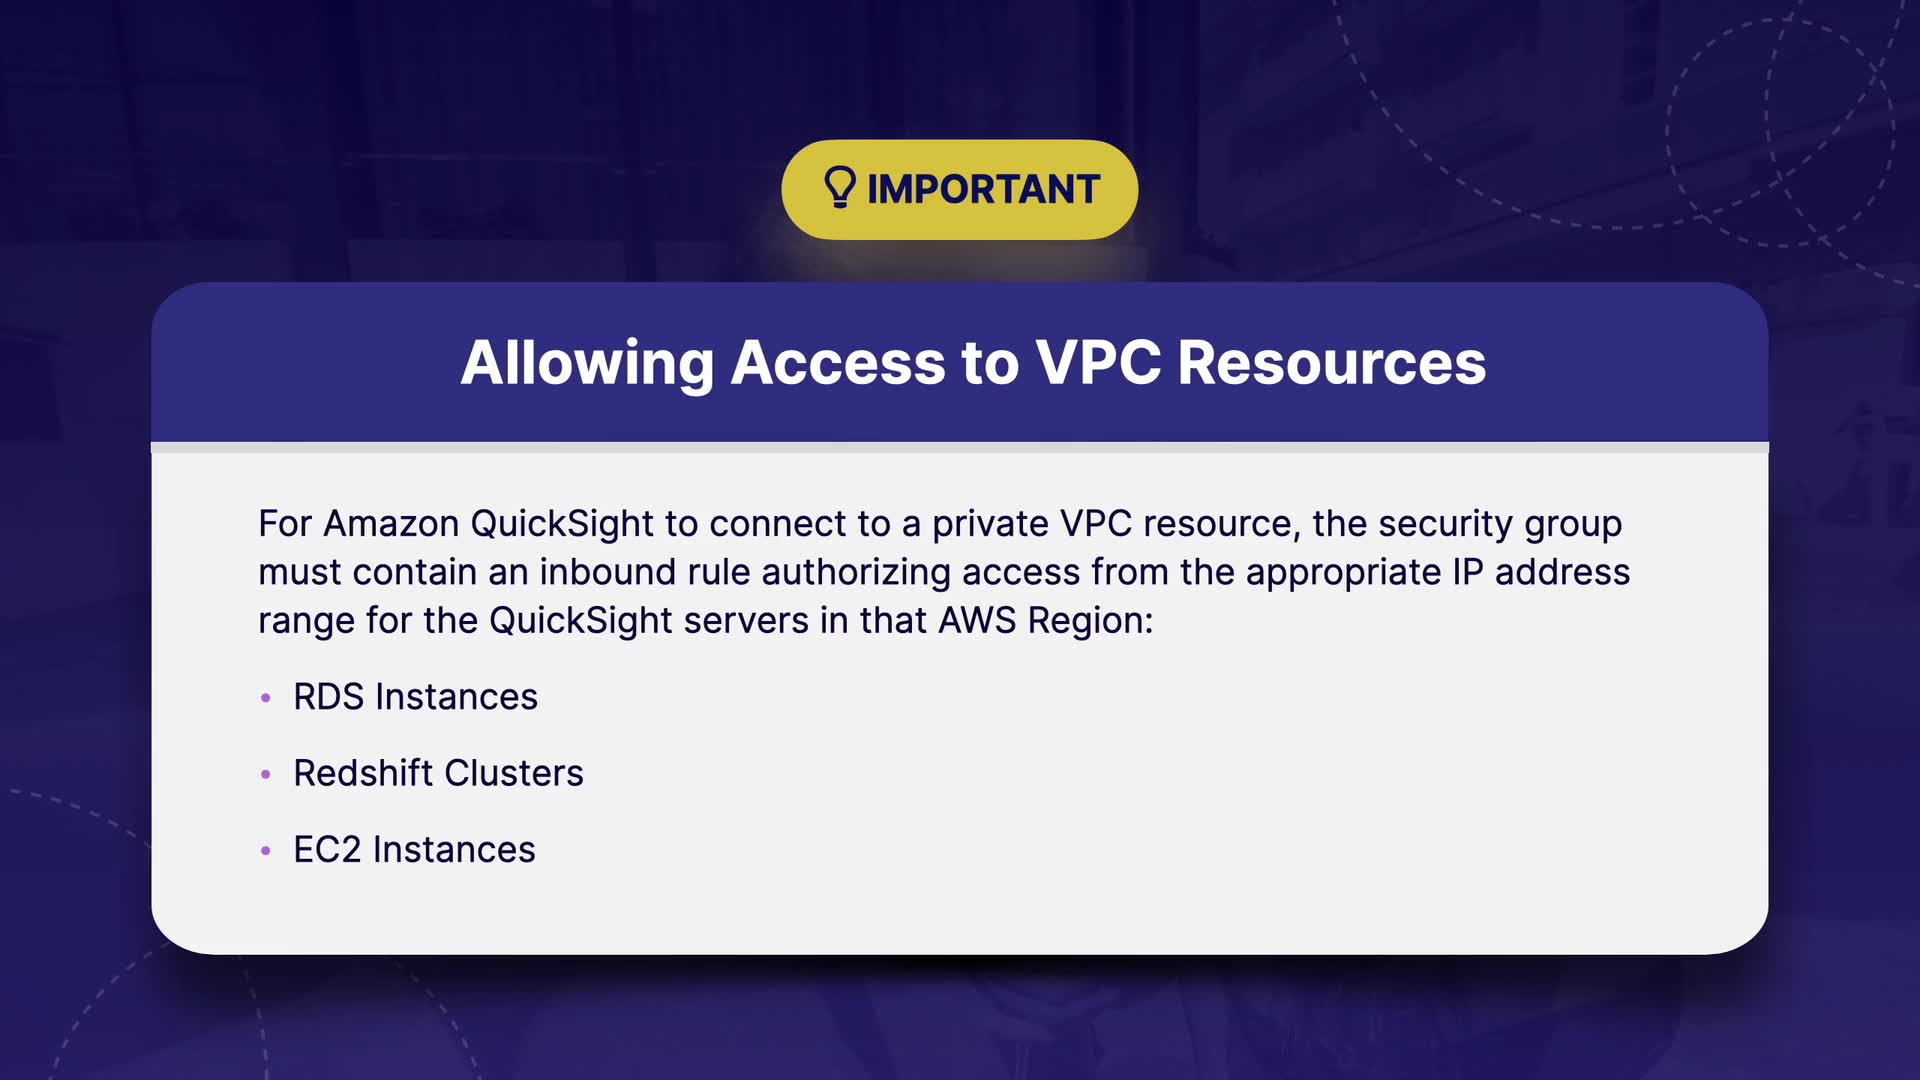 IMPORTANT
Allowing Access to VPC Resources
For Amazon QuickSight to connect to a private VPC resource, the security group
must contain an inbound rule authorizing access from the appropriate IP address
range for the QuickSight servers in that AWS Region:
• RDS Instances
• Redshift Clusters
• EC2 Instances